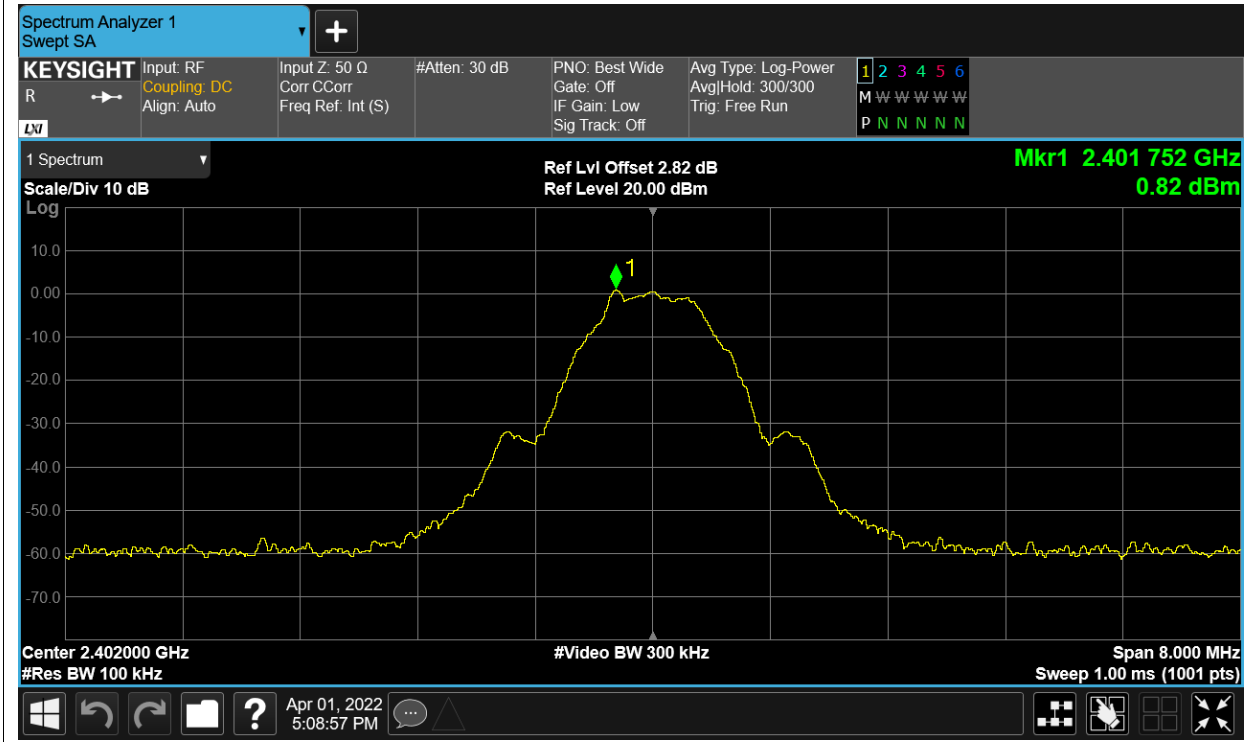 Spectrum Analyzer 1
Swept SA
KEYSIGHT
R
LXI
Input: RF
Coupling: DC
Align: Auto
Input Z: 50 Ω
Corr CCorr
Freq Ref: Int (S)
#Atten: 30 dB
PNO: Best Wide
Gate: Off
IF Gain: Low
Sig Track: Off
Avg Type: Log-Power
Avg|Hold: 300/300
Trig: Free Run
1 2 3 4 5 6
M W W W W W
P N N N N N
1 Spectrum
Scale/Div 10 dB
Log
Ref Lvl Offset 2.82 dB
Ref Level 20.00 dBm
Mkr1 2.401 752 GHz
0.82 dBm
10.0
0.00
-10.0
-20.0
-30.0
-40.0
-50.0
-60.0
-70.0
1
Center 2.402000 GHz
#Res BW 100 kHz
#Video BW 300 kHz
Span 8.000 MHz
Sweep 1.00 ms (1001 pts)
?
Apr 01, 2022
5:08:57 PM